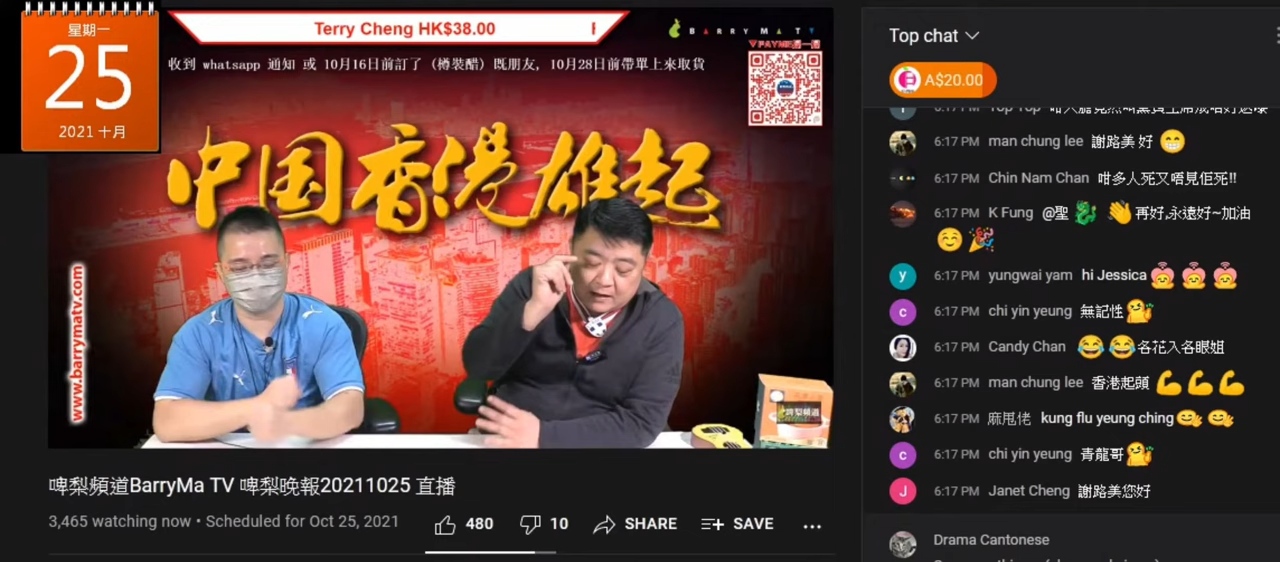 星期一
25
2021 十月
Terry Cheng HK$38.00
BARRYMATV
PAYME
收到 whatsapp 通知 或 10月16日前訂了 (樽裝醋) 既朋友, 10月28日前帶單上來取貨
中国香港雄起
www.barrymatv.com
啤梨頻道
啤梨頻道BarryMa TV 啤梨晚報20211025 直播
3,465 watching now • Scheduled for Oct 25, 2021
480
10
SHARE
SAVE
Top chat
A$20.00
6:17 PM man chung lee 謝路美 好 😁
6:17 PM Chin Nam Chan 咁多人死又唔見佢死!!
6:17 PM K Fung @聖🐉 👋再好,永遠好~加油
☺️🎉
6:17 PM yungwai yam hi Jessica
6:17 PM chi yin yeung 無記性
6:17 PM Candy Chan 😂😂各花入各眼姐
6:17 PM man chung lee 香港起頭💪💪💪
6:17 PM 麻甩佬 kung flu yeung ching
6:17 PM chi yin yeung 青龍哥
6:17 PM Janet Cheng 謝路美您好
Drama Cantonese